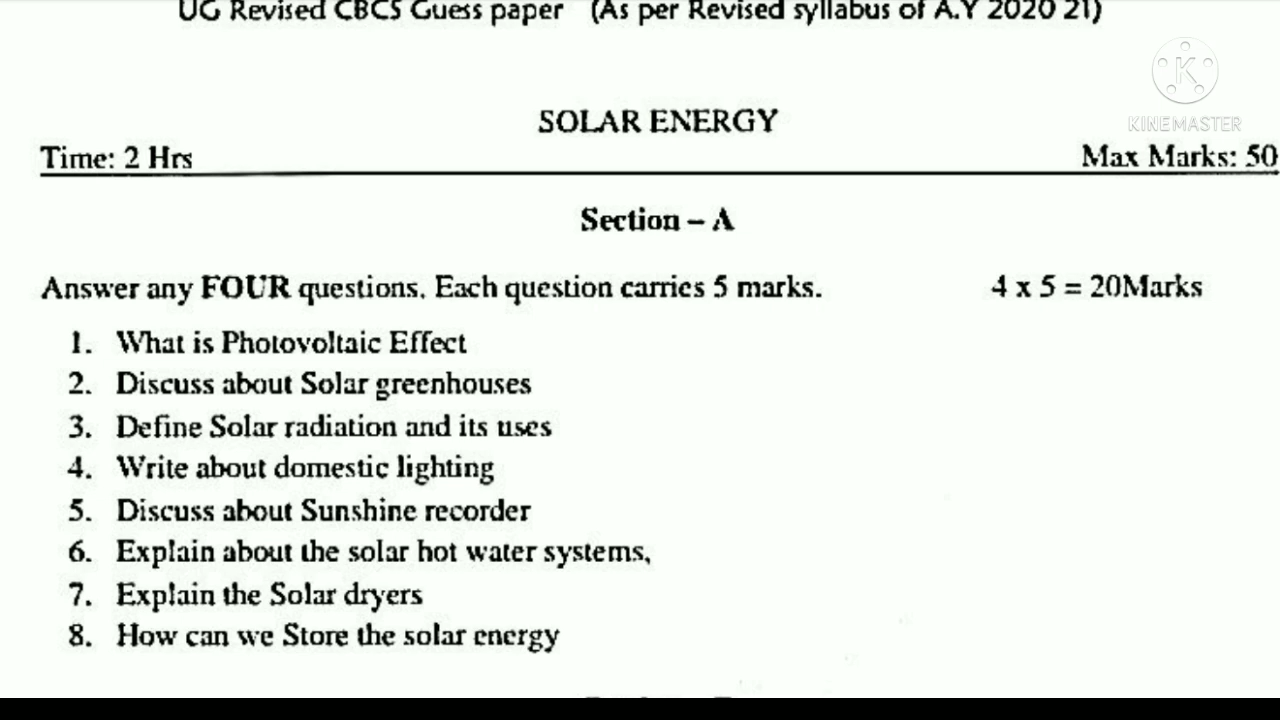 UG Revised CBCS Guess paper (As per Revised syllabus of A.Y 2020 21)
KINEMASTER
SOLAR ENERGY
Time: 2 Hrs Max Marks: 50
Section – A
Answer any FOUR questions. Each question carries 5 marks. 4 x 5 = 20Marks
1. What is Photovoltaic Effect
2. Discuss about Solar greenhouses
3. Define Solar radiation and its uses
4. Write about domestic lighting
5. Discuss about Sunshine recorder
6. Explain about the solar hot water systems,
7. Explain the Solar dryers
8. How can we Store the solar energy